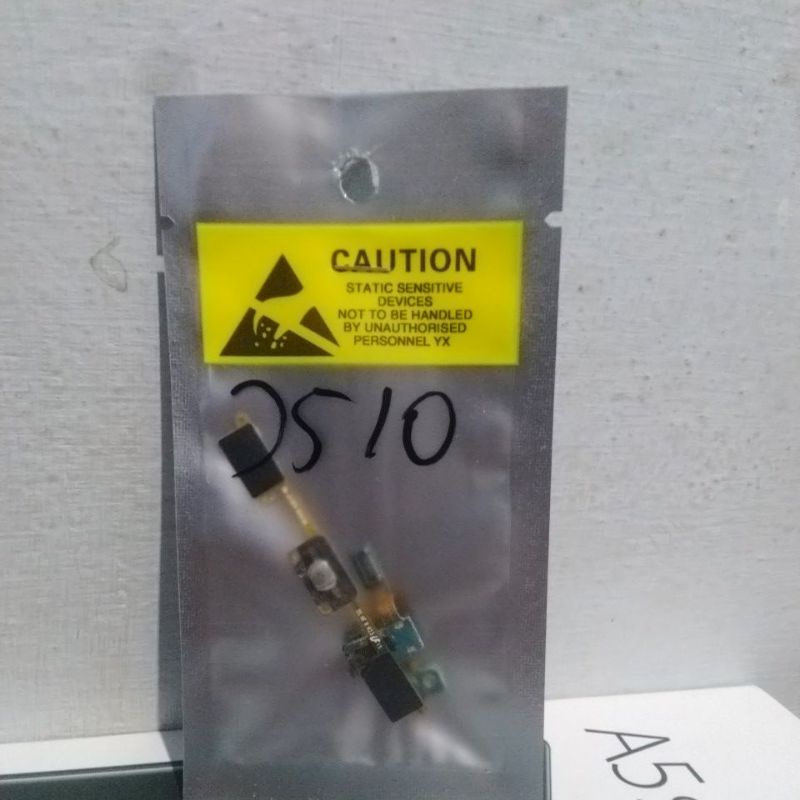 CAUTION
STATIC SENSITIVE
DEVICES
NOT TO BE HANDLED
BY UNAUTHORISED
PERSONNEL YX
J510